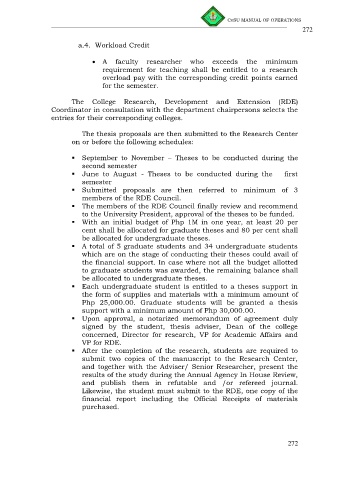 CvSU MANUAL OF OPERATIONS
272
a.4. Workload Credit
• A faculty researcher who exceeds the minimum
requirement for teaching shall be entitled to a research
overload pay with the corresponding credit points earned
for the semester.
The College Research, Development and Extension (RDE)
Coordinator in consultation with the department chairpersons selects the
entries for their corresponding colleges.
The thesis proposals are then submitted to the Research Center
on or before the following schedules:
▪ September to November - Theses to be conducted during the
second semester
▪ June to August - Theses to be conducted during the first
semester
▪ Submitted proposals are then referred to minimum of 3
members of the RDE Council.
▪ The members of the RDE Council finally review and recommend
to the University President, approval of the theses to be funded.
▪ With an initial budget of Php 1M in one year, at least 20 per
cent shall be allocated for graduate theses and 80 per cent shall
be allocated for undergraduate theses.
▪ A total of 5 graduate students and 34 undergraduate students
which are on the stage of conducting their theses could avail of
the financial support. In case where not all the budget allotted
to graduate students was awarded, the remaining balance shall
be allocated to undergraduate theses.
▪ Each undergraduate student is entitled to a theses support in
the form of supplies and materials with a minimum amount of
Php 25,000.00. Graduate students will be granted a thesis
support with a minimum amount of Php 30,000.00.
▪ Upon approval, a notarized memorandum of agreement duly
signed by the student, thesis adviser, Dean of the college
concerned, Director for research, VP for Academic Affairs and
VP for RDE.
▪ After the completion of the research, students are required to
submit two copies of the manuscript to the Research Center,
and together with the Adviser/ Senior Researcher, present the
results of the study during the Annual Agency In House Review,
and publish them in refutable and /or refereed journal.
Likewise, the student must submit to the RDE, one copy of the
financial report including the Official Receipts of materials
purchased.
272